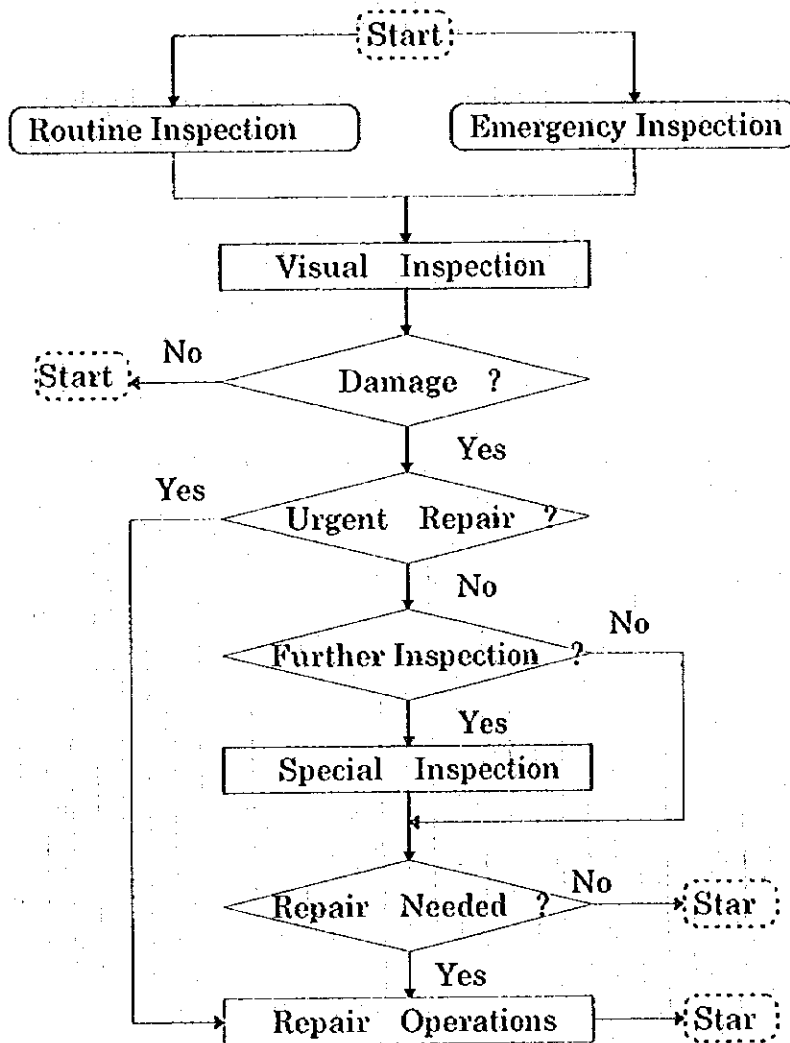 Start
Routine Inspection
Emergency Inspection
Visual Inspection
No
Start
Damage ?
Yes
Yes
Urgent Repair ?
No
No
Further Inspection ?
Yes
Special Inspection
No
Repair Needed ?
Star
Yes
Repair Operations
Star